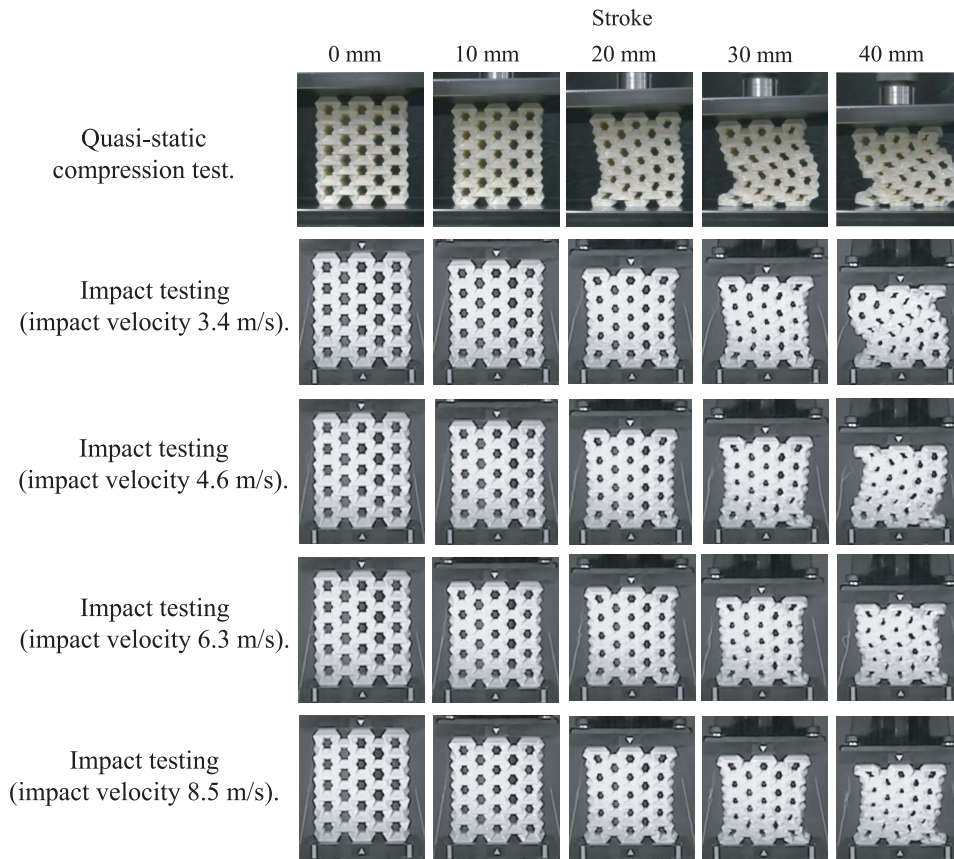 Stroke
0 mm
10 mm
20 mm
30 mm
40 mm
Quasi-static
compression test.
Impact testing
(impact velocity 3.4 m/s).
Impact testing
(impact velocity 4.6 m/s).
Impact testing
(impact velocity 6.3 m/s).
Impact testing
(impact velocity 8.5 m/s).